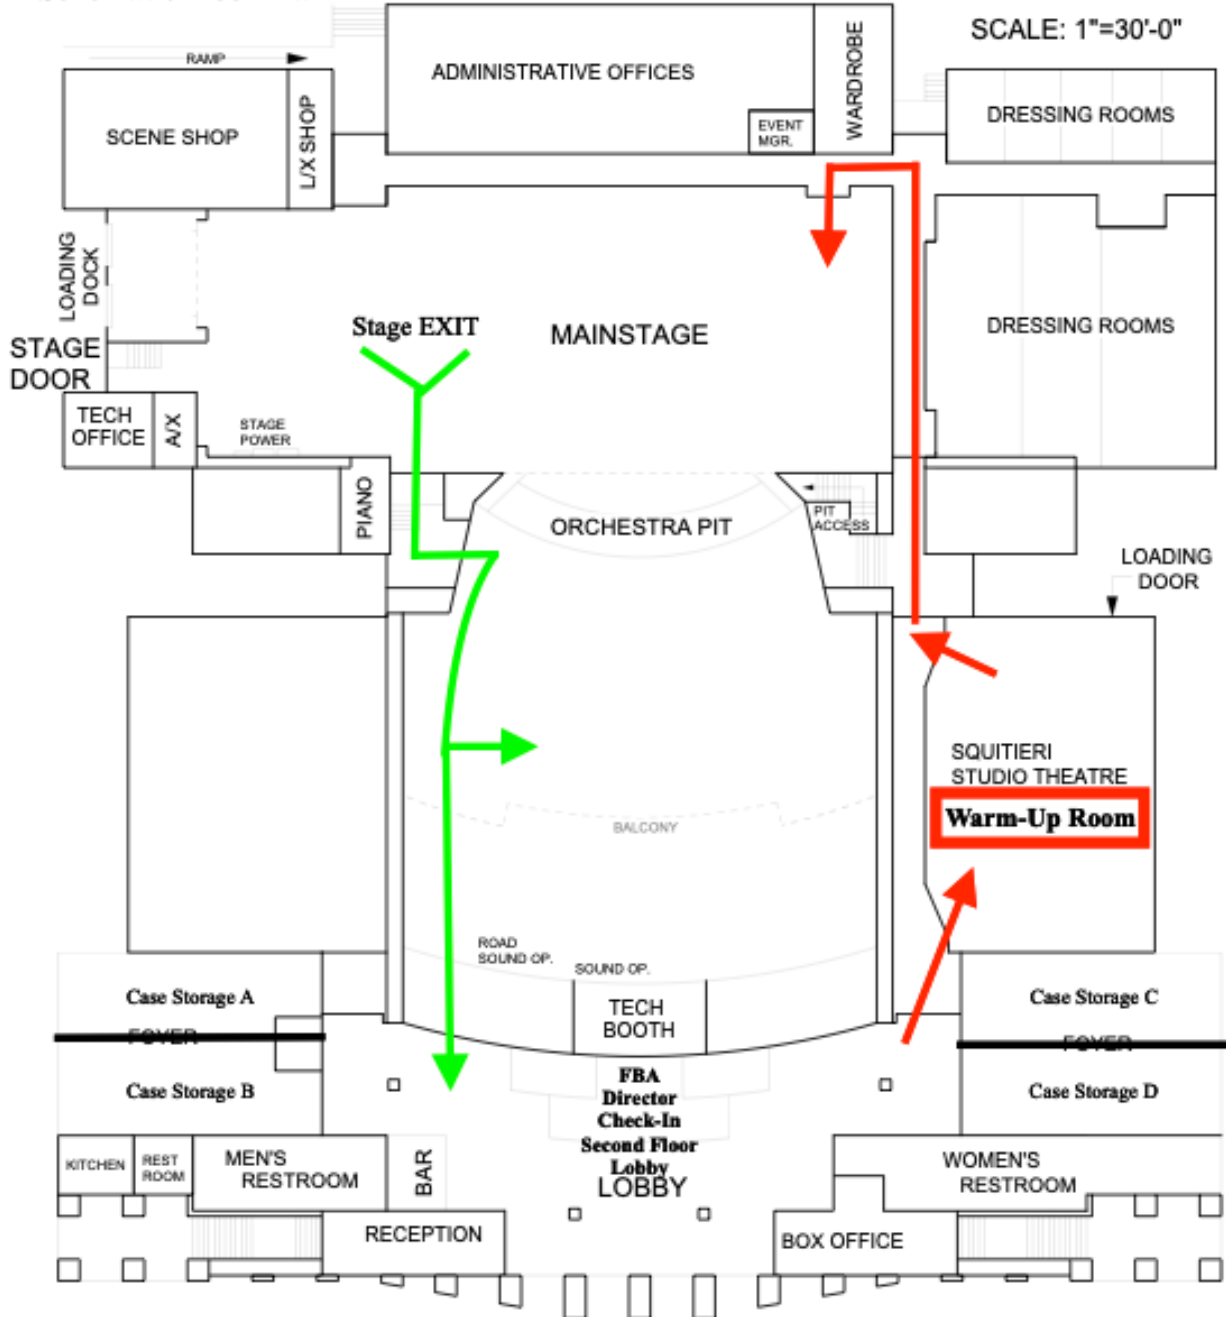 SCALE: 1"=30'-0"
RAMP
ADMINISTRATIVE OFFICES
WARDROBE
SCENE SHOP
L/X SHOP
EVENT
MGR.
DRESSING ROOMS
LOADING
DOCK
STAGE
DOOR
Stage EXIT
MAINSTAGE
DRESSING ROOMS
TECH
OFFICE
A/X
STAGE
POWER
PIANO
ORCHESTRA PIT
PIT
ACCESS
LOADING
DOOR
SQUITIERI
STUDIO THEATRE
Warm-Up Room
BALCONY
ROAD
SOUND OP.
SOUND OP.
TECH
BOOTH
Case Storage A
FOYER
Case Storage B
Case Storage C
FOYER
Case Storage D
FBA
Director
Check-In
Second Floor
Lobby
LOBBY
KITCHEN
REST
ROOM
MEN'S
RESTROOM
BAR
WOMEN'S
RESTROOM
RECEPTION
BOX OFFICE